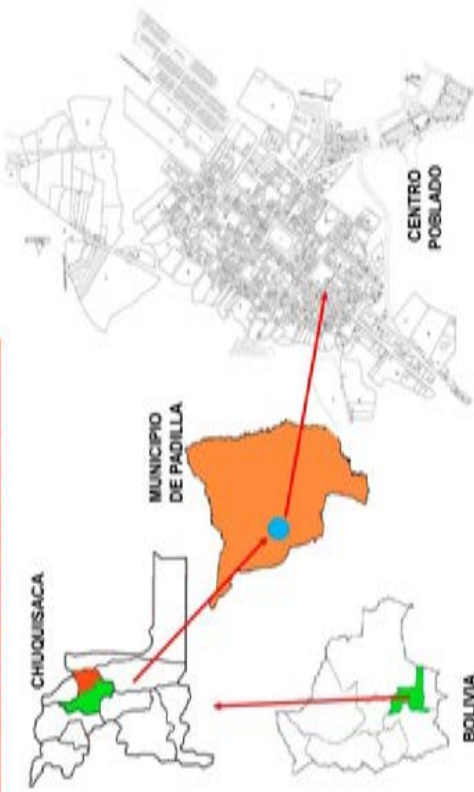 CHUQUISACA
MUNICIPIO
DE PADILLA
BOLIVIA
CENTRO
POBLADO